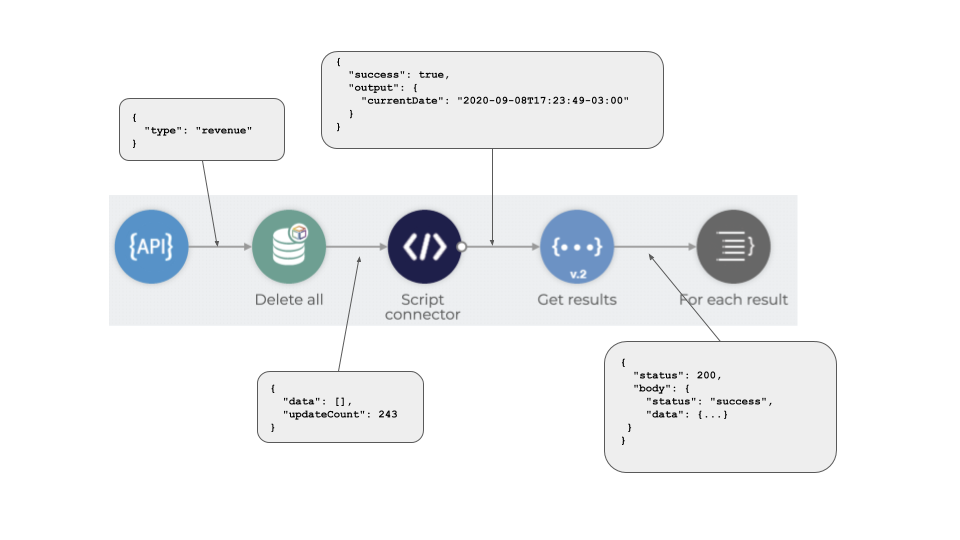 {
  "success": true,
  "output": {
    "currentDate": "2020-09-08T17:23:49-03:00"
  }
}
{
  "type": "revenue"
}
{API}
</>
{•••}
v.2
Delete all
Script
connector
Get results
For each result
{
  "data": [],
  "updateCount": 243
}
{
  "status": 200,
  "body": {
    "status": "success",
    "data": {...}
 }
}